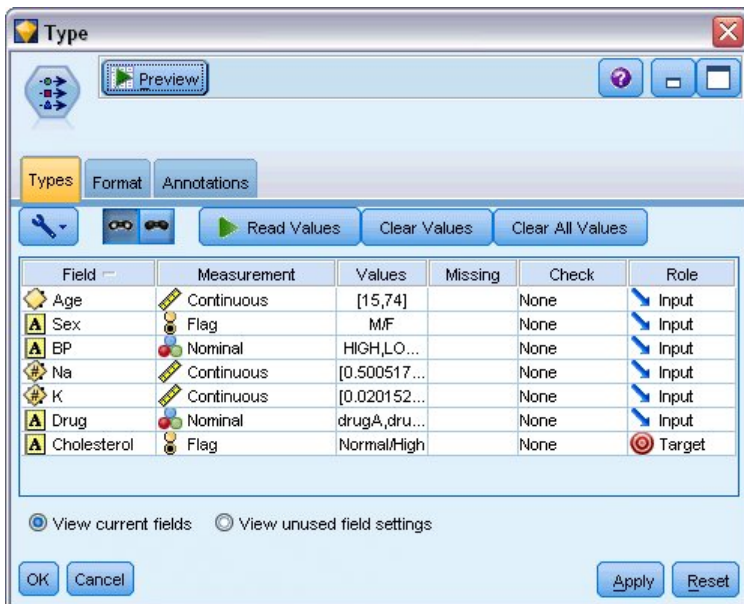 Type
Preview
Types Format Annotations
Read Values Clear Values Clear All Values
Field Measurement Values Missing Check Role
Age Continuous [15,74] None Input
A Sex Flag M/F None Input
A BP Nominal HIGH,LO... None Input
# Na Continuous [0.500517... None Input
# K Continuous [0.020152... None Input
A Drug Nominal drugA,dru... None Input
A Cholesterol Flag Normal/High None Target
View current fields View unused field settings
OK Cancel Apply Reset